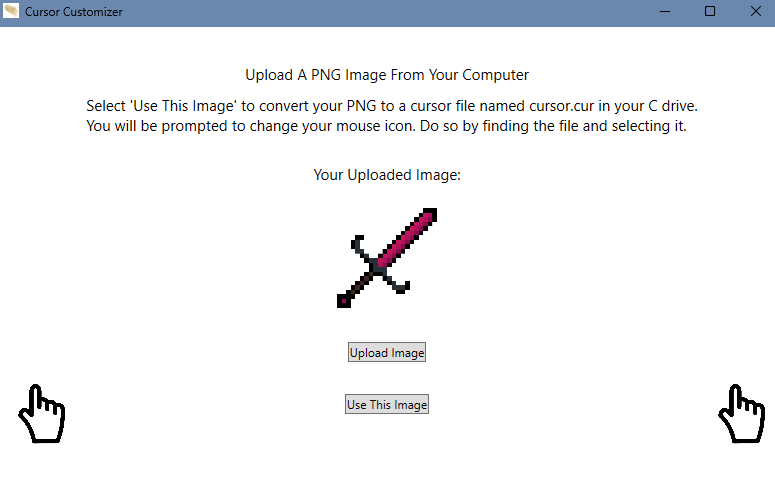 Cursor Customizer
Upload A PNG Image From Your Computer
Select 'Use This Image' to convert your PNG to a cursor file named cursor.cur in your C drive.
You will be prompted to change your mouse icon. Do so by finding the file and selecting it.
Your Uploaded Image:
Upload Image
Use This Image